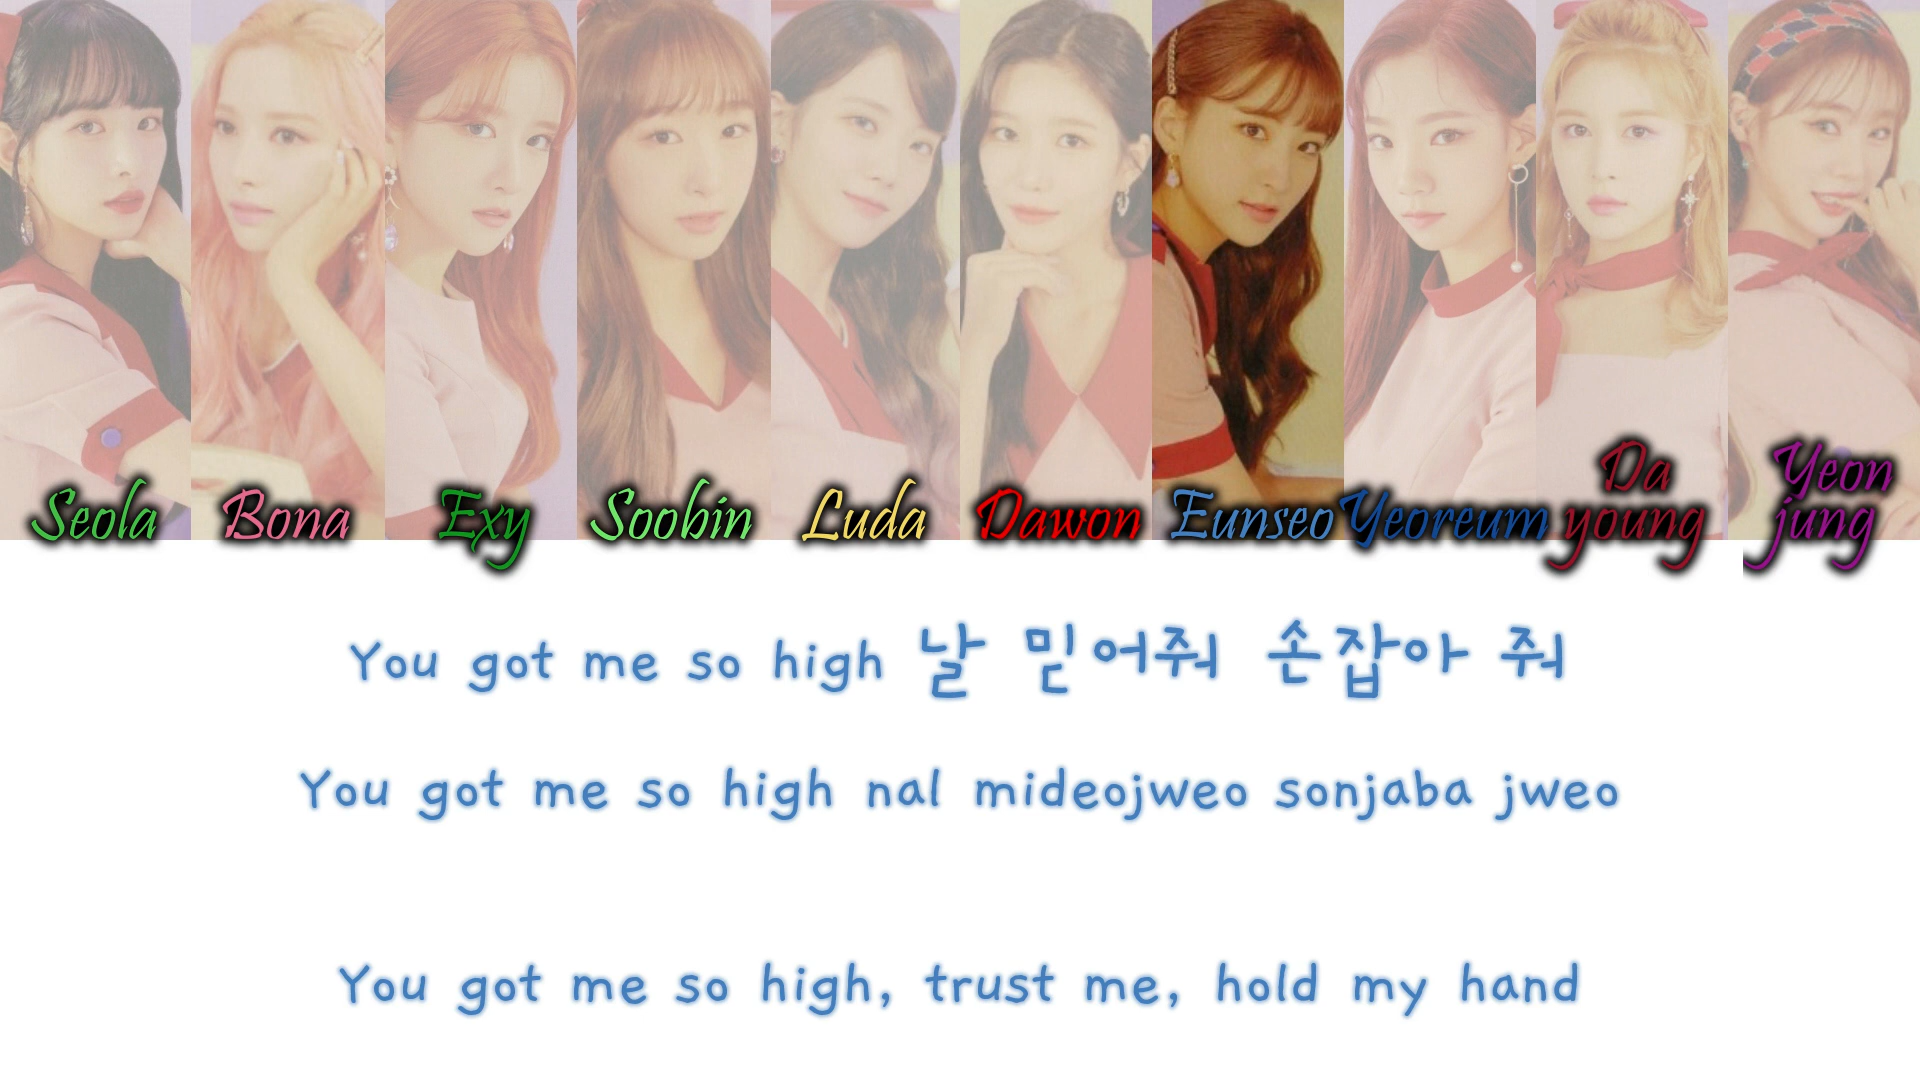 Seola Bona Exy Soobin Luda Dawon Eunseo Yeoreum Da young Yeon jung
You got me so high 날 믿어줘 손잡아 줘
You got me so high nal mideojweo sonjaba jweo
You got me so high, trust me, hold my hand